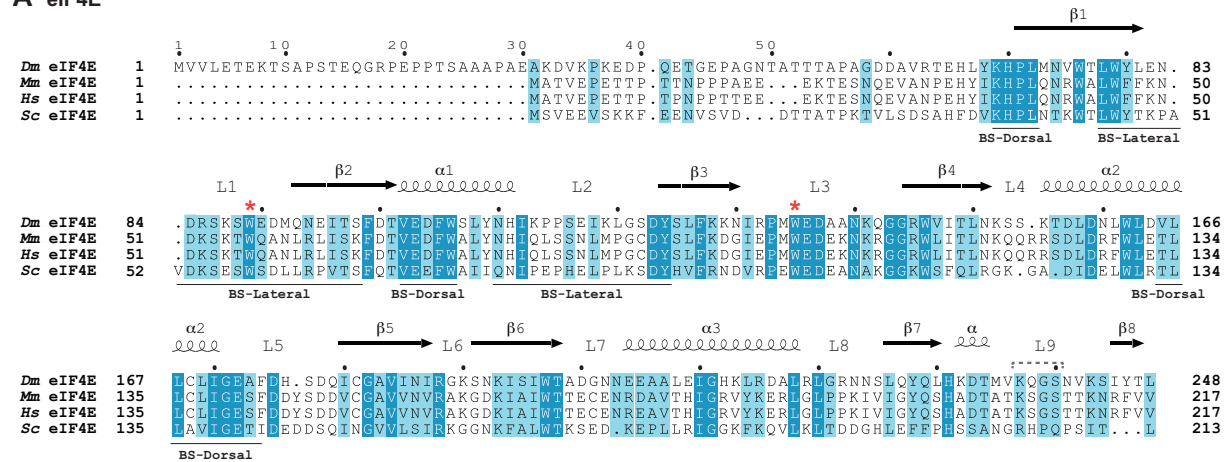 A eIF4E
β1
1 10 20 30 40 50
Dm eIF4E 1 MVVLETEKTSAPSTEQGRPEPPTSAAAPAEAKDVKPKEDP.QETGEPAGNTATTTAPAGDDAVRTEHLYKHPLMNVWTLWYLEN. 83
Mm eIF4E 1 ..............................MATVEPETTP.TTNPPPAEE...EKTESNQEVANPEHYIKHPLQNRWALWFFKN. 50
Hs eIF4E 1 ..............................MATVEPETTP.TPNPPTTEE...EKTESNQEVANPEHYIKHPLQNRWALWFFKN. 50
Sc eIF4E 1 ..............................MSVEEVSKKF.EENVSVD...DTTATPKTVLSDSAHFDVKHPLNTKWTLWYTKPA 51
BS-Dorsal BS-Lateral
L1 β2 α1 L2 β3 L3 β4 L4 α2
* *
Dm eIF4E 84 .DRSKSWEDMQNEITSFDTVEDFWSLYNHIKPPSEIKLGSDYSLFKKNIRPMWEDAANKQGGRWVITLNKSS.KTDLDNLWLDVL 166
Mm eIF4E 51 .DKSKTWQANLRLISKFDTVEDFWALYNHIQLSSNLMPGCDYSLFKDGIEPMWEDEKNKRGGRWLITLNKQQRRSDLDRFWLETL 134
Hs eIF4E 51 .DKSKTWQANLRLISKFDTVEDFWALYNHIQLSSNLMPGCDYSLFKDGIEPMWEDEKNKRGGRWLITLNKQQRRSDLDRFWLETL 134
Sc eIF4E 52 VDKSESWSDLLRPVTSFQTVEEFWAIIQNIPEPHELPLKSDYHVFRNDVRPEWEDEANAKGGKWSFQLRGK.GA.DIDELWLRTL 134
BS-Lateral BS-Dorsal BS-Lateral BS-Dorsal
α2 L5 β5 L6 β6 L7 α3 L8 β7 α L9 β8
Dm eIF4E 167 LCLIGEAFDH.SDQICGAVINIRGKSNKISIWTADGNNEEAALEIGHKLRDALRLGRNNSLQYQLHKDTMVKQGSNVKSIYTL 248
Mm eIF4E 135 LCLIGESFDDYSDDVCGAVVNVRAKGDKIAIWTTECENRDAVTHIGRVYKERLGLPPKIVIGYQSHADTATKSGSTTKNRFVV 217
Hs eIF4E 135 LCLIGESFDDYSDDVCGAVVNVRAKGDKIAIWTTECENREAVTHIGRVYKERLGLPPKIVIGYQSHADTATKSGSTTKNRFVV 217
Sc eIF4E 135 LAVIGETIDEDDSQINGVVLSIRKGGNKFALWTKSED.KEPLLRIGGKFKQVLKLTDDGHLEFFPHSSANGRHPQPSIT...L 213
BS-Dorsal